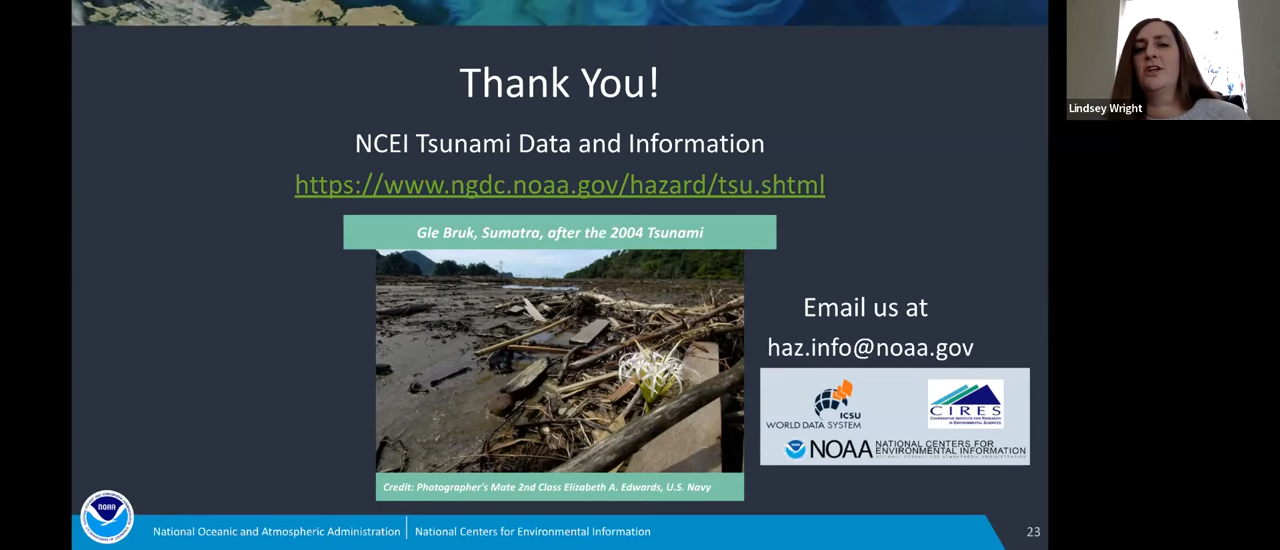 Thank You!
NCEI Tsunami Data and Information
https://www.ngdc.noaa.gov/hazard/tsu.shtml
Gle Bruk, Sumatra, after the 2004 Tsunami
Credit: Photographer's Mate 2nd Class Elizabeth A. Edwards, U.S. Navy
Email us at
haz.info@noaa.gov
ICSU
WORLD DATA SYSTEM
CIRES
COOPERATIVE INSTITUTE FOR RESEARCH
IN ENVIRONMENTAL SCIENCES
NOAA NATIONAL CENTERS FOR
ENVIRONMENTAL INFORMATION
NOAA
National Oceanic and Atmospheric Administration
National Centers for Environmental Information
23
Lindsey Wright